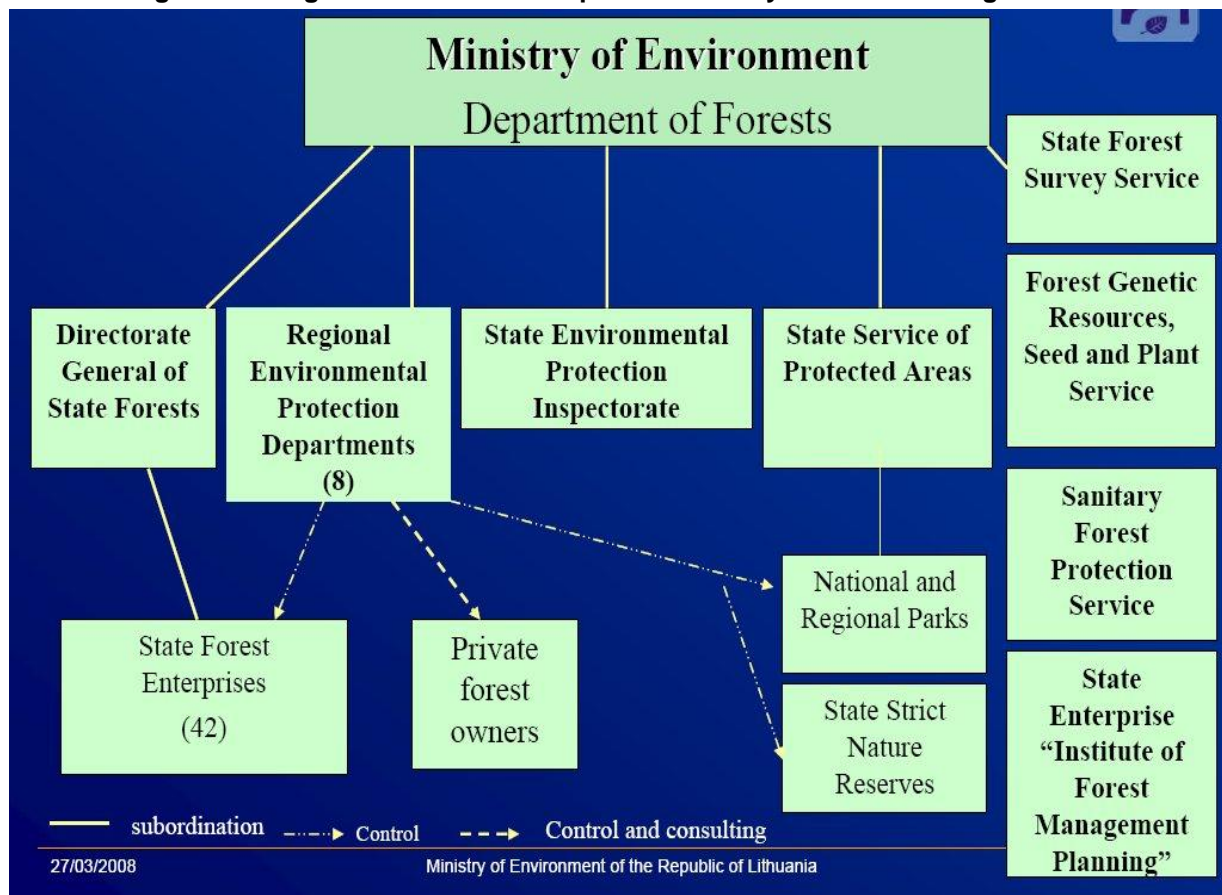 Ministry of Environment
Department of Forests
State Forest
Survey Service
Forest Genetic
Resources,
Seed and Plant
Service
Directorate
General of
State Forests
Regional
Environmental
Protection
Departments
(8)
State Environmental
Protection
Inspectorate
State Service of
Protected Areas
Sanitary
Forest
Protection
Service
National and
Regional Parks
State Forest
Enterprises
(42)
Private
forest
owners
State Strict
Nature
Reserves
State
Enterprise
“Institute of
Forest
Management
Planning”
subordination
Control
Control and consulting
27/03/2008
Ministry of Environment of the Republic of Lithuania